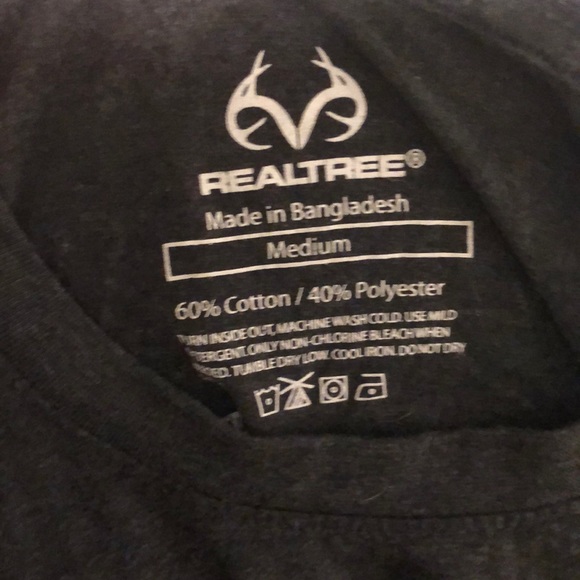 REALTREE®
Made in Bangladesh
Medium
60% Cotton / 40% Polyester
INSIDE OUT, MACHINE WASH COLD, USE MILD
ONLY NON-CHLORINE BLEACH WHEN
TUMBLE DRY LOW. COOL IRON. DO NOT DRY